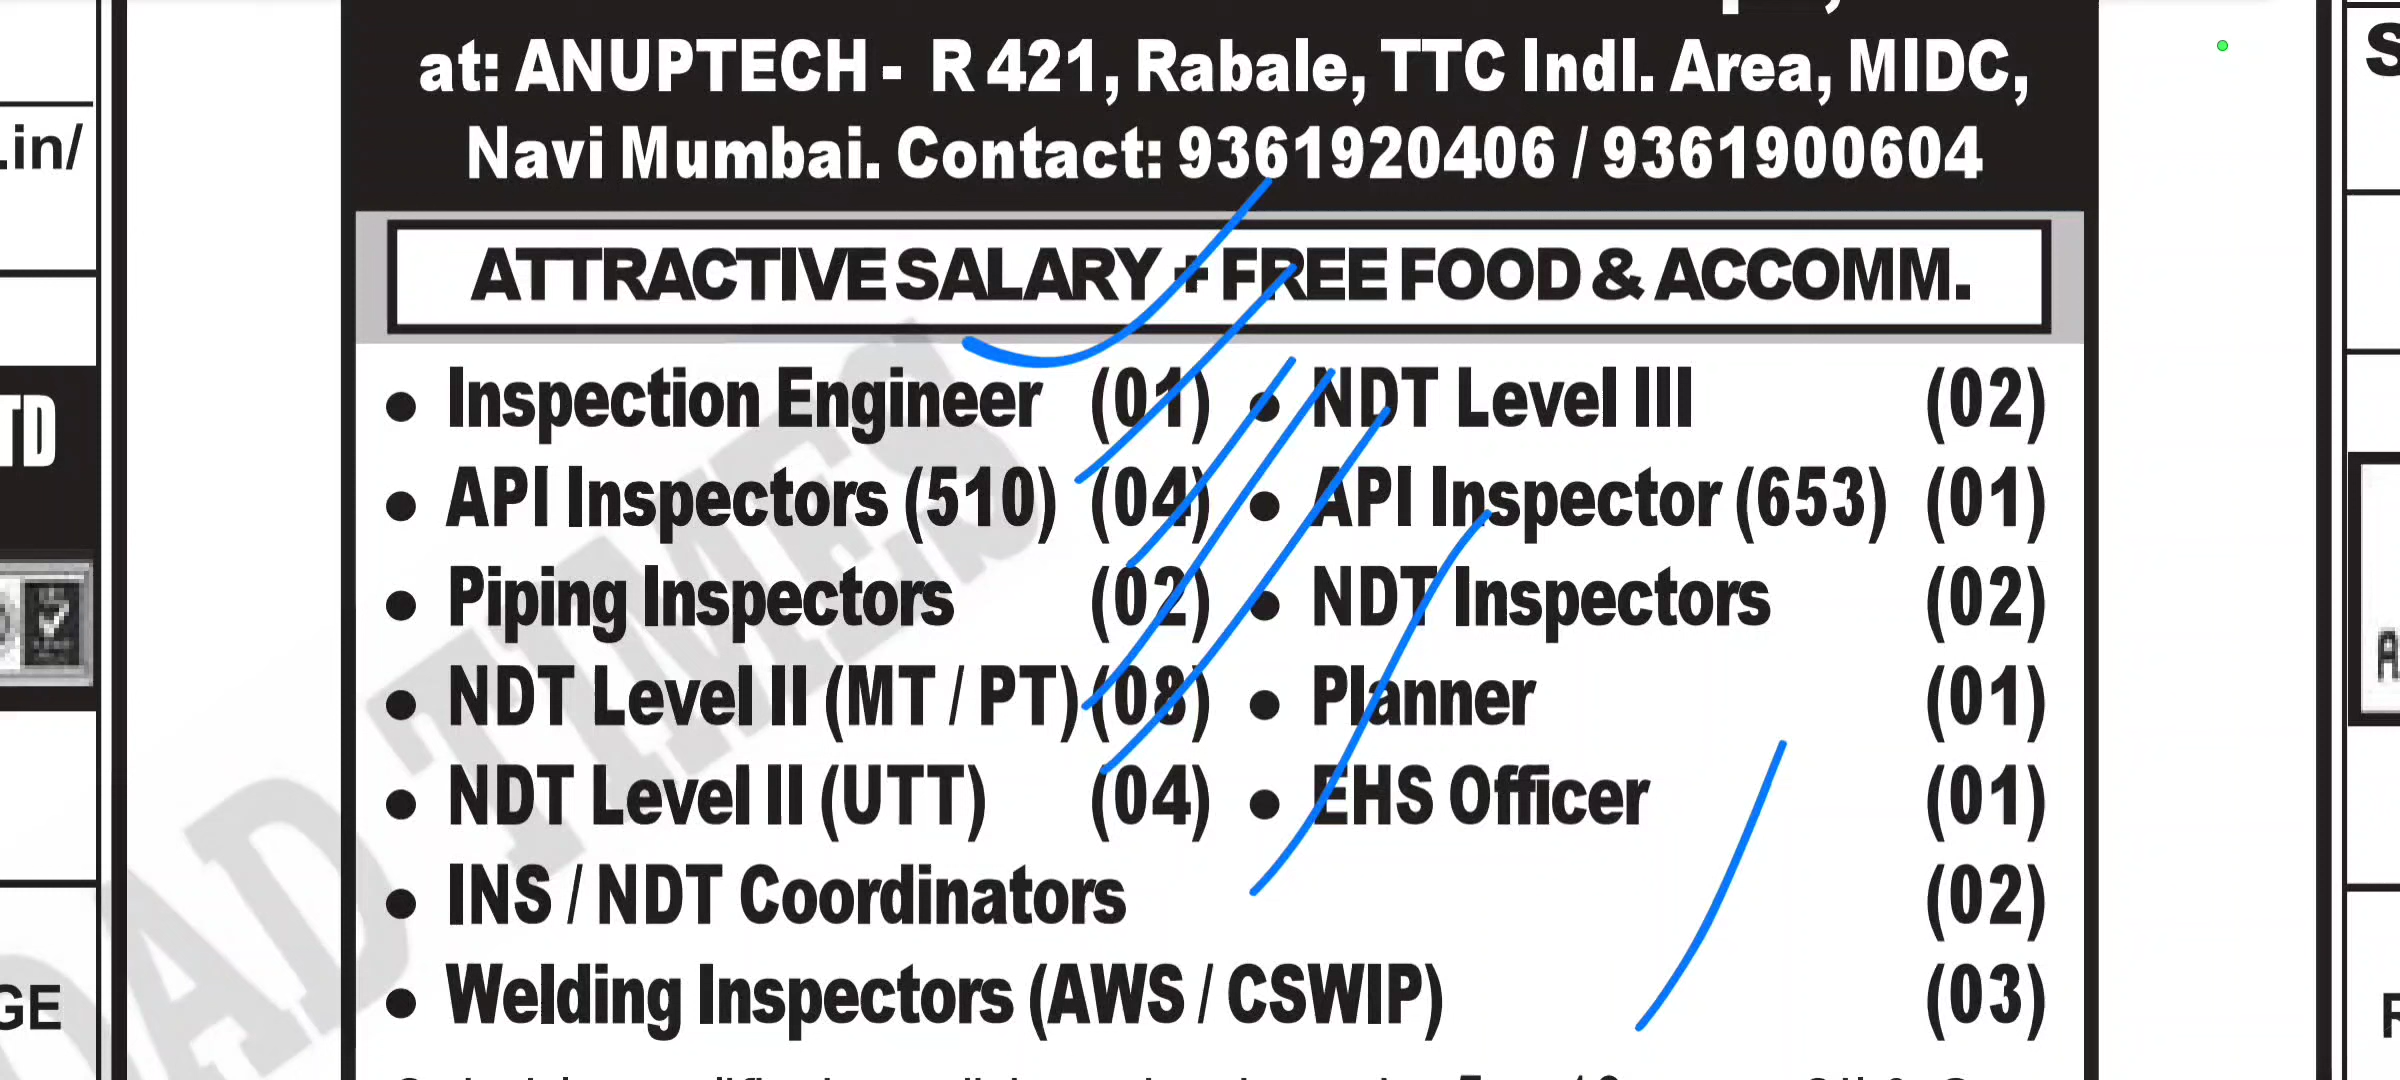 at: ANUPTECH - R 421, Rabale, TTC Indl. Area, MIDC,
Navi Mumbai. Contact: 9361920406 / 9361900604
ATTRACTIVE SALARY + FREE FOOD & ACCOMM.
• Inspection Engineer (01) • NDT Level III (02)
• API Inspectors (510) (04) • API Inspector (653) (01)
• Piping Inspectors (02) • NDT Inspectors (02)
• NDT Level II (MT / PT) (08) • Planner (01)
• NDT Level II (UTT) (04) • EHS Officer (01)
• INS / NDT Coordinators (02)
• Welding Inspectors (AWS / CSWIP) (03)
.in/
TD
GE
TIMES